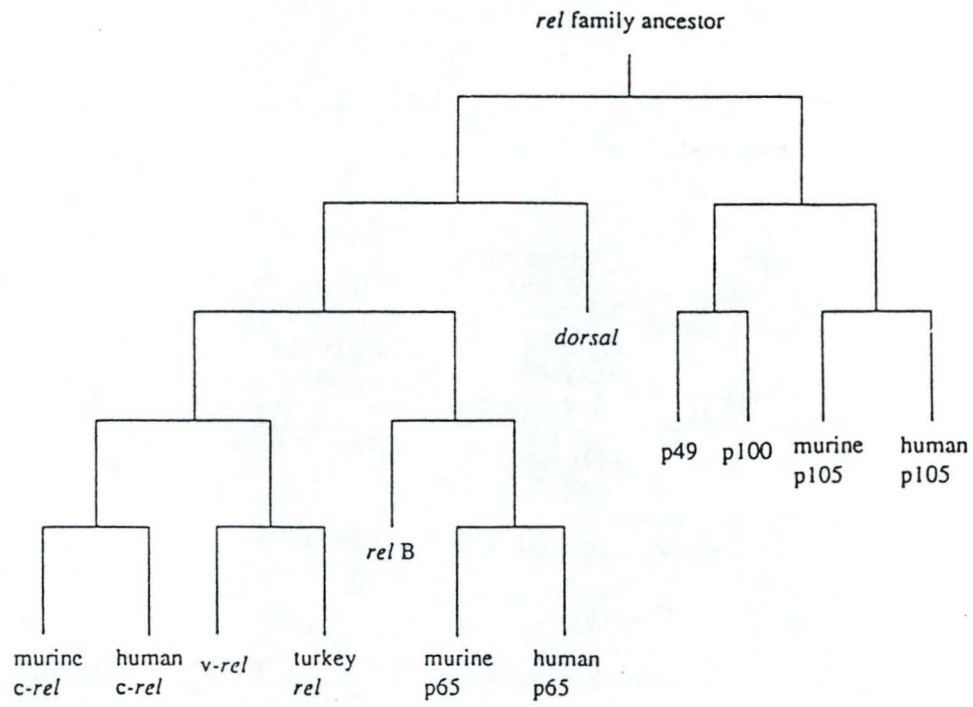 rel family ancestor
dorsal
p49
p100
murine
p105
human
p105
rel B
murine
c-rel
human
c-rel
v-rel
turkey
rel
murine
p65
human
p65